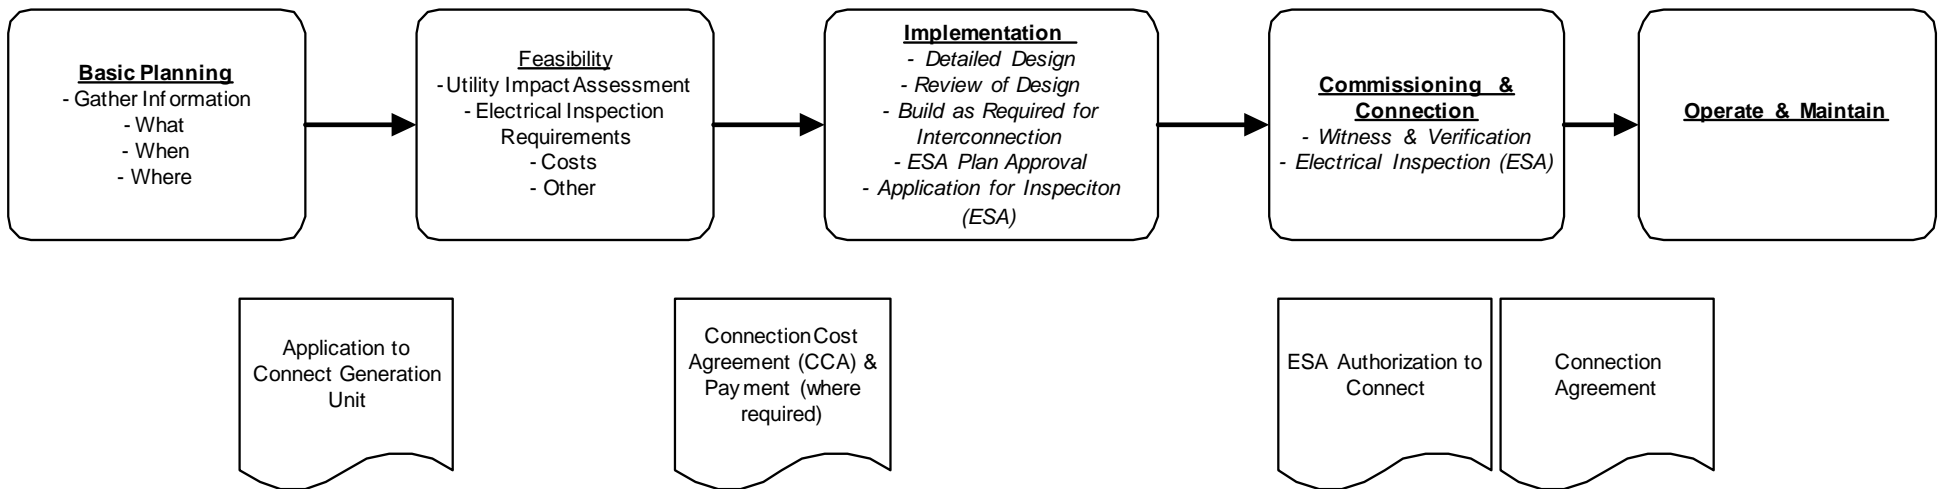 Basic Planning
- Gather Information
- What
- When
- Where
Feasibility
- Utility Impact Assessment
- Electrical Inspection
Requirements
- Costs
- Other
Implementation
- Detailed Design
- Review of Design
- Build as Required for
Interconnection
- ESA Plan Approval
- Application for Inspeciton
(ESA)
Commissioning &
Connection
- Witness & Verification
- Electrical Inspection (ESA)
Operate & Maintain
Application to
Connect Generation
Unit
Connection Cost
Agreement (CCA) &
Payment (where
required)
ESA Authorization to
Connect
Connection
Agreement